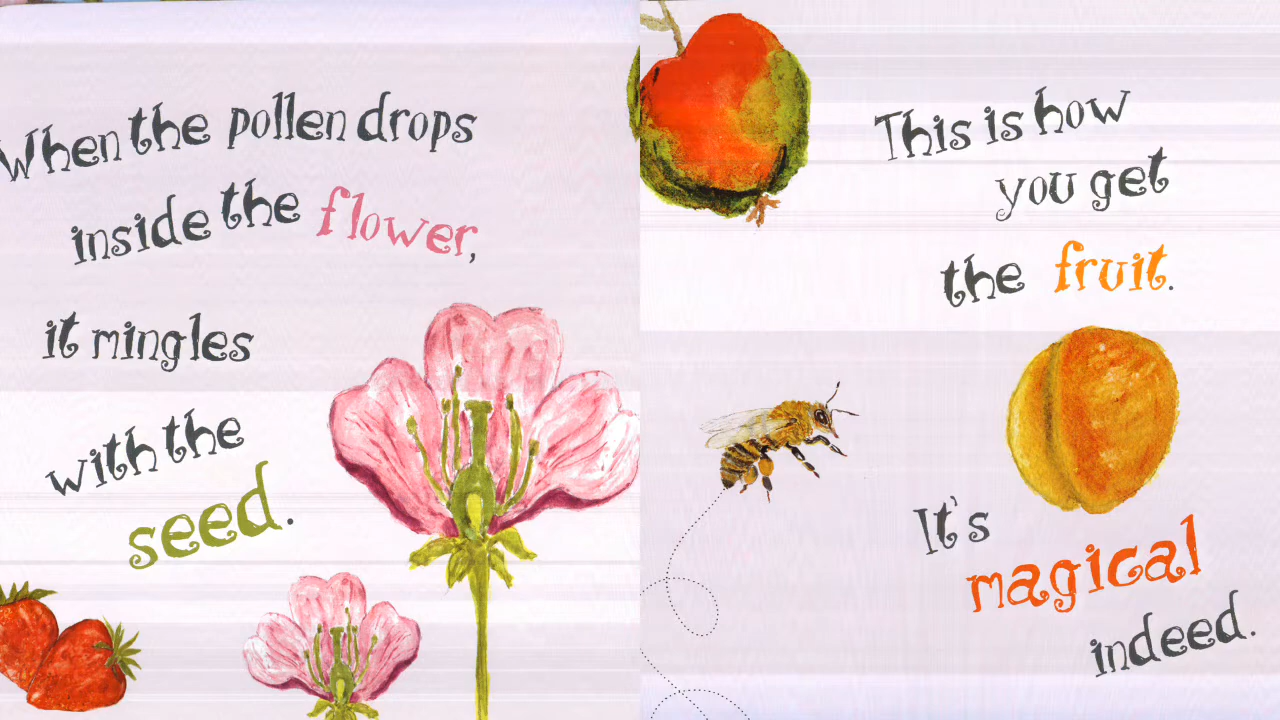 When the pollen drops
inside the flower,
it mingles
with the
seed.
This is how
you get
the fruit.
It's
magical
indeed.